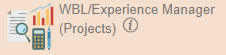 WBL/Experience Manager
(Projects) ⓘ